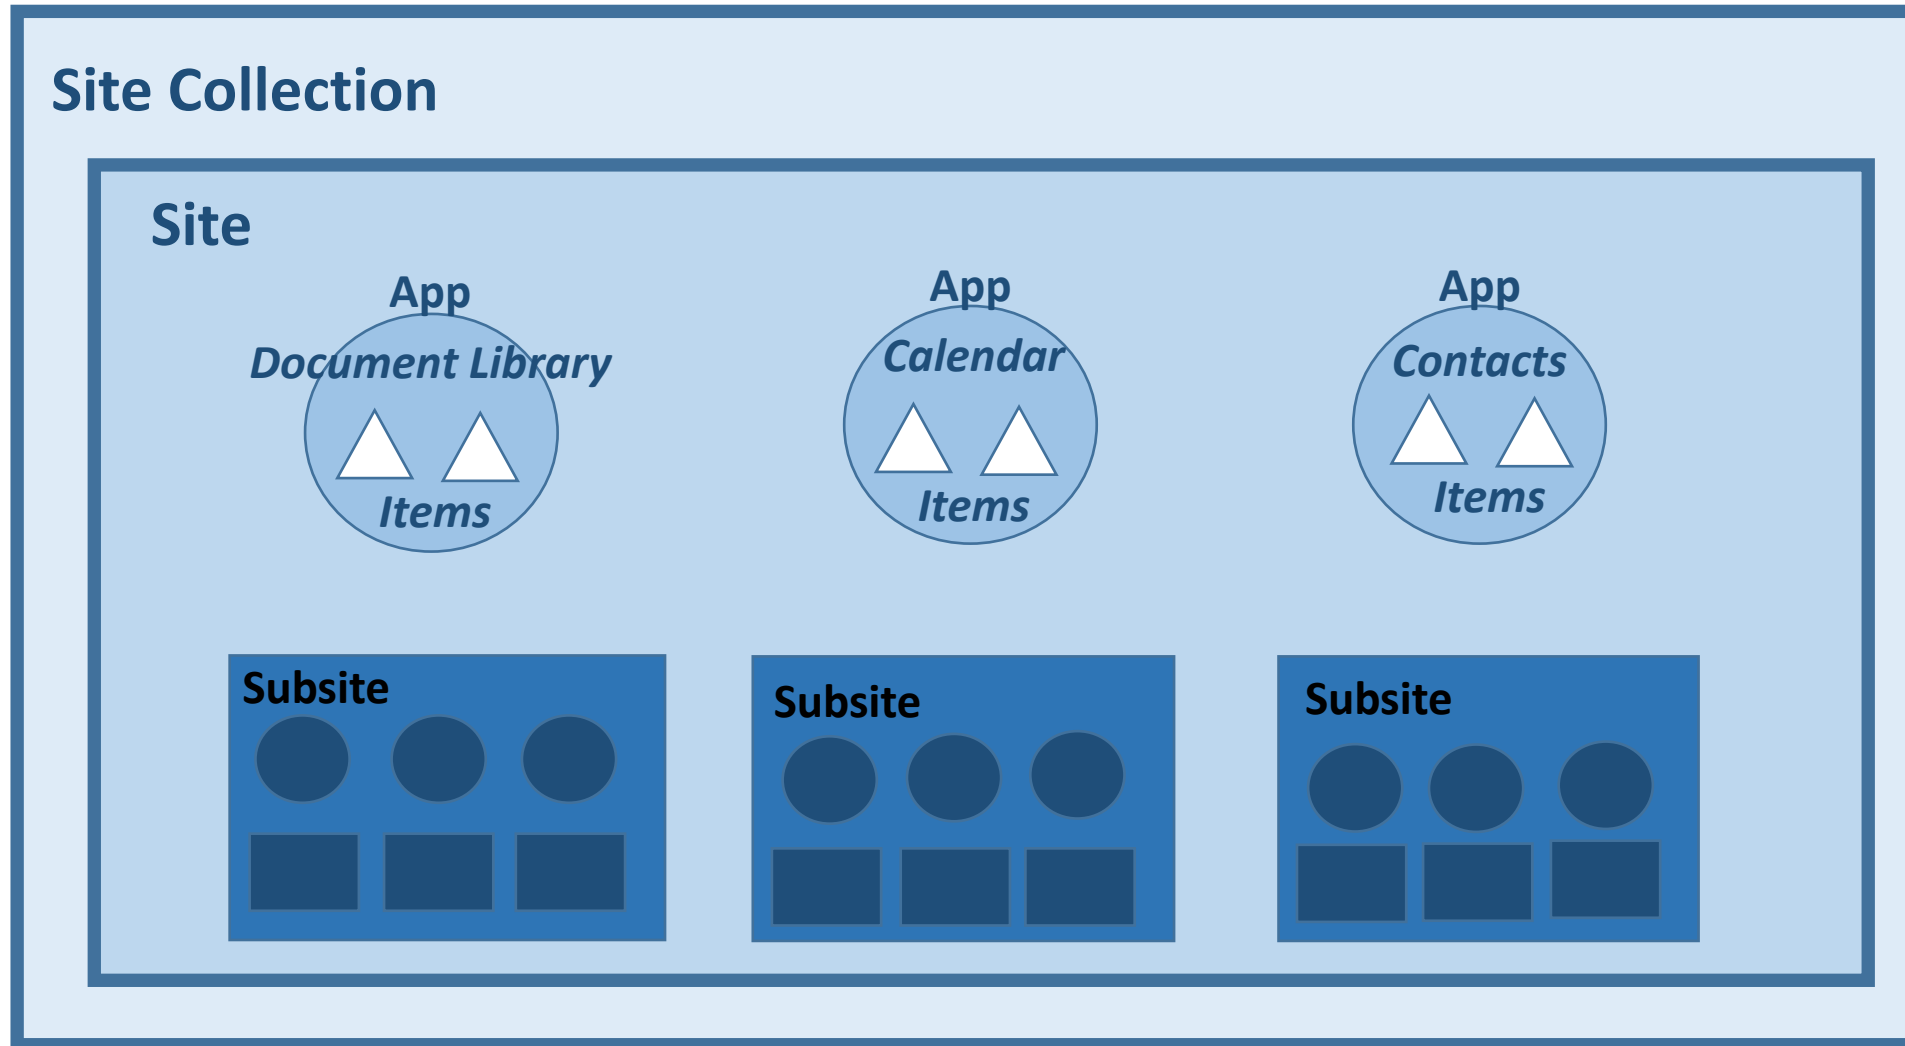 Site Collection
Site
App
Document Library
Items
App
Calendar
Items
App
Contacts
Items
Subsite
Subsite
Subsite